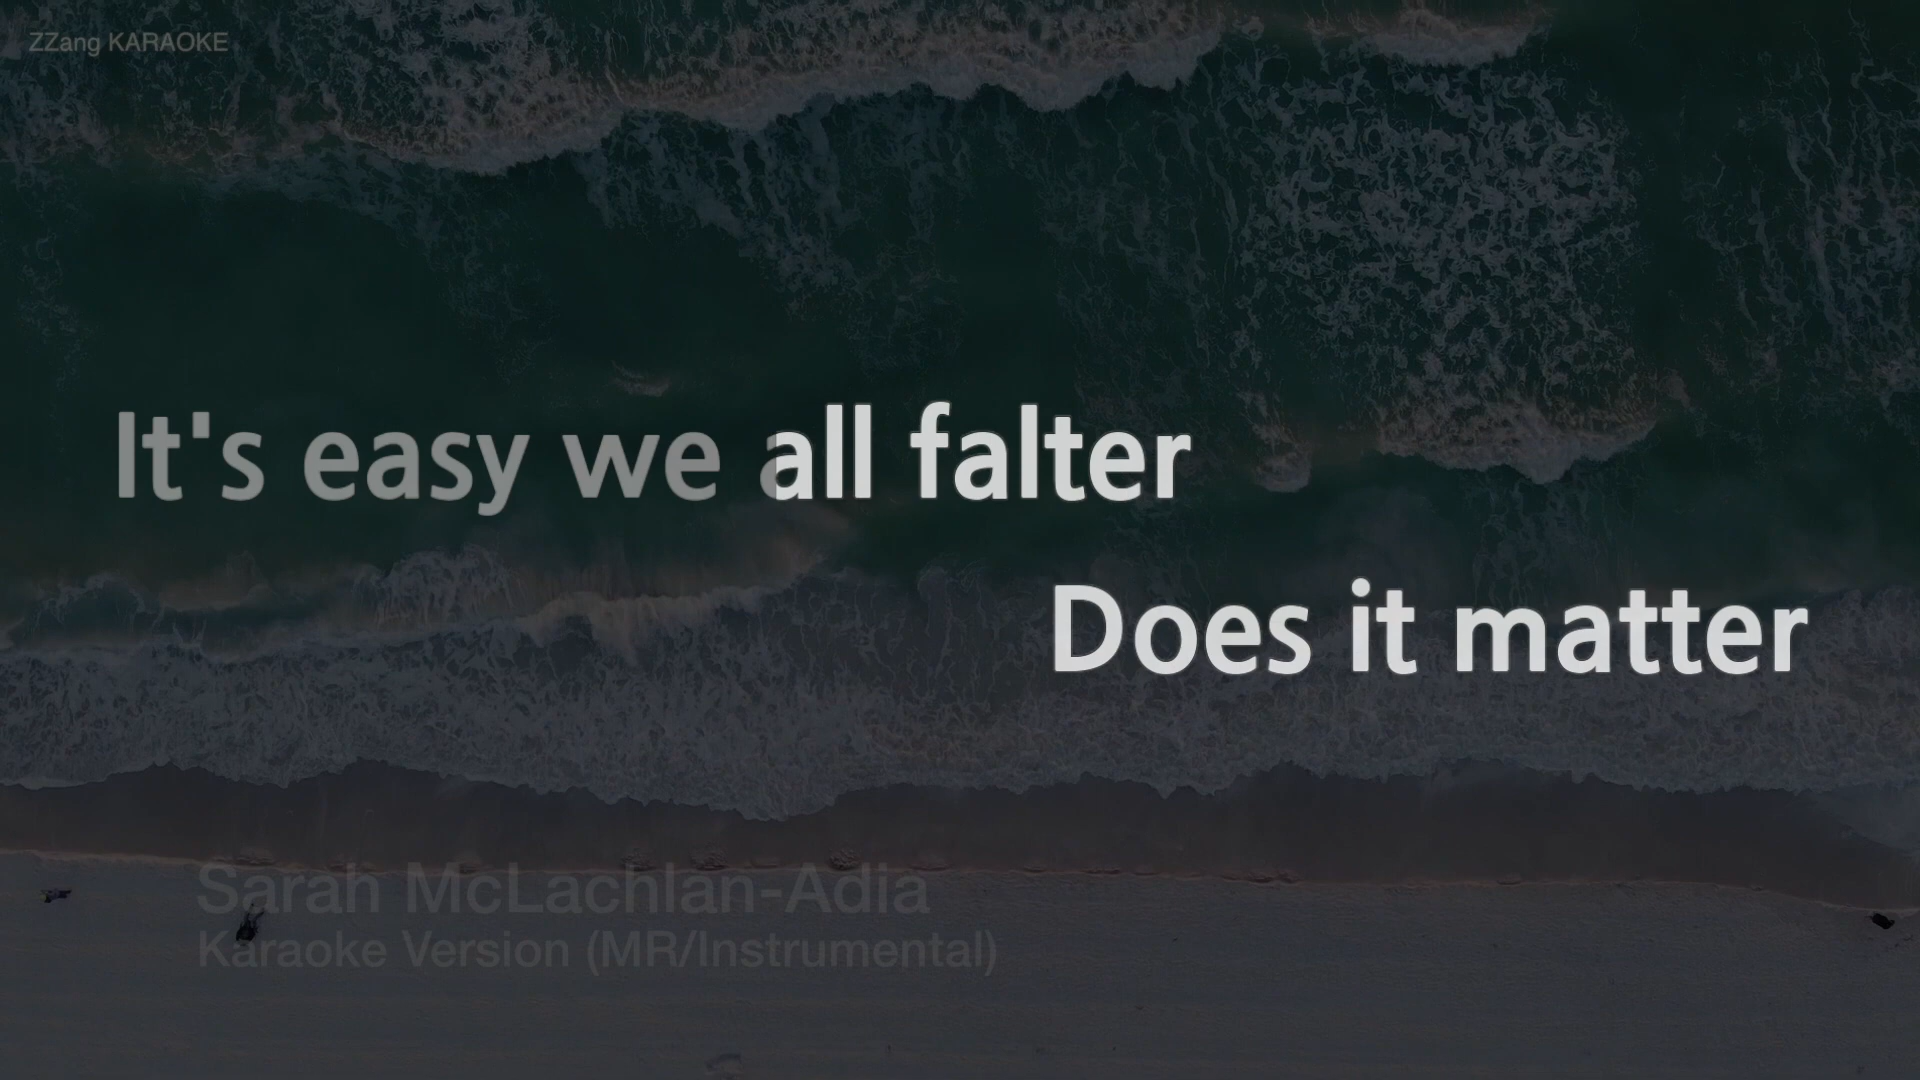 ZZang KARAOKE
It's easy we all falter
Does it matter
Sarah McLachlan-Adia
Karaoke Version (MR/Instrumental)